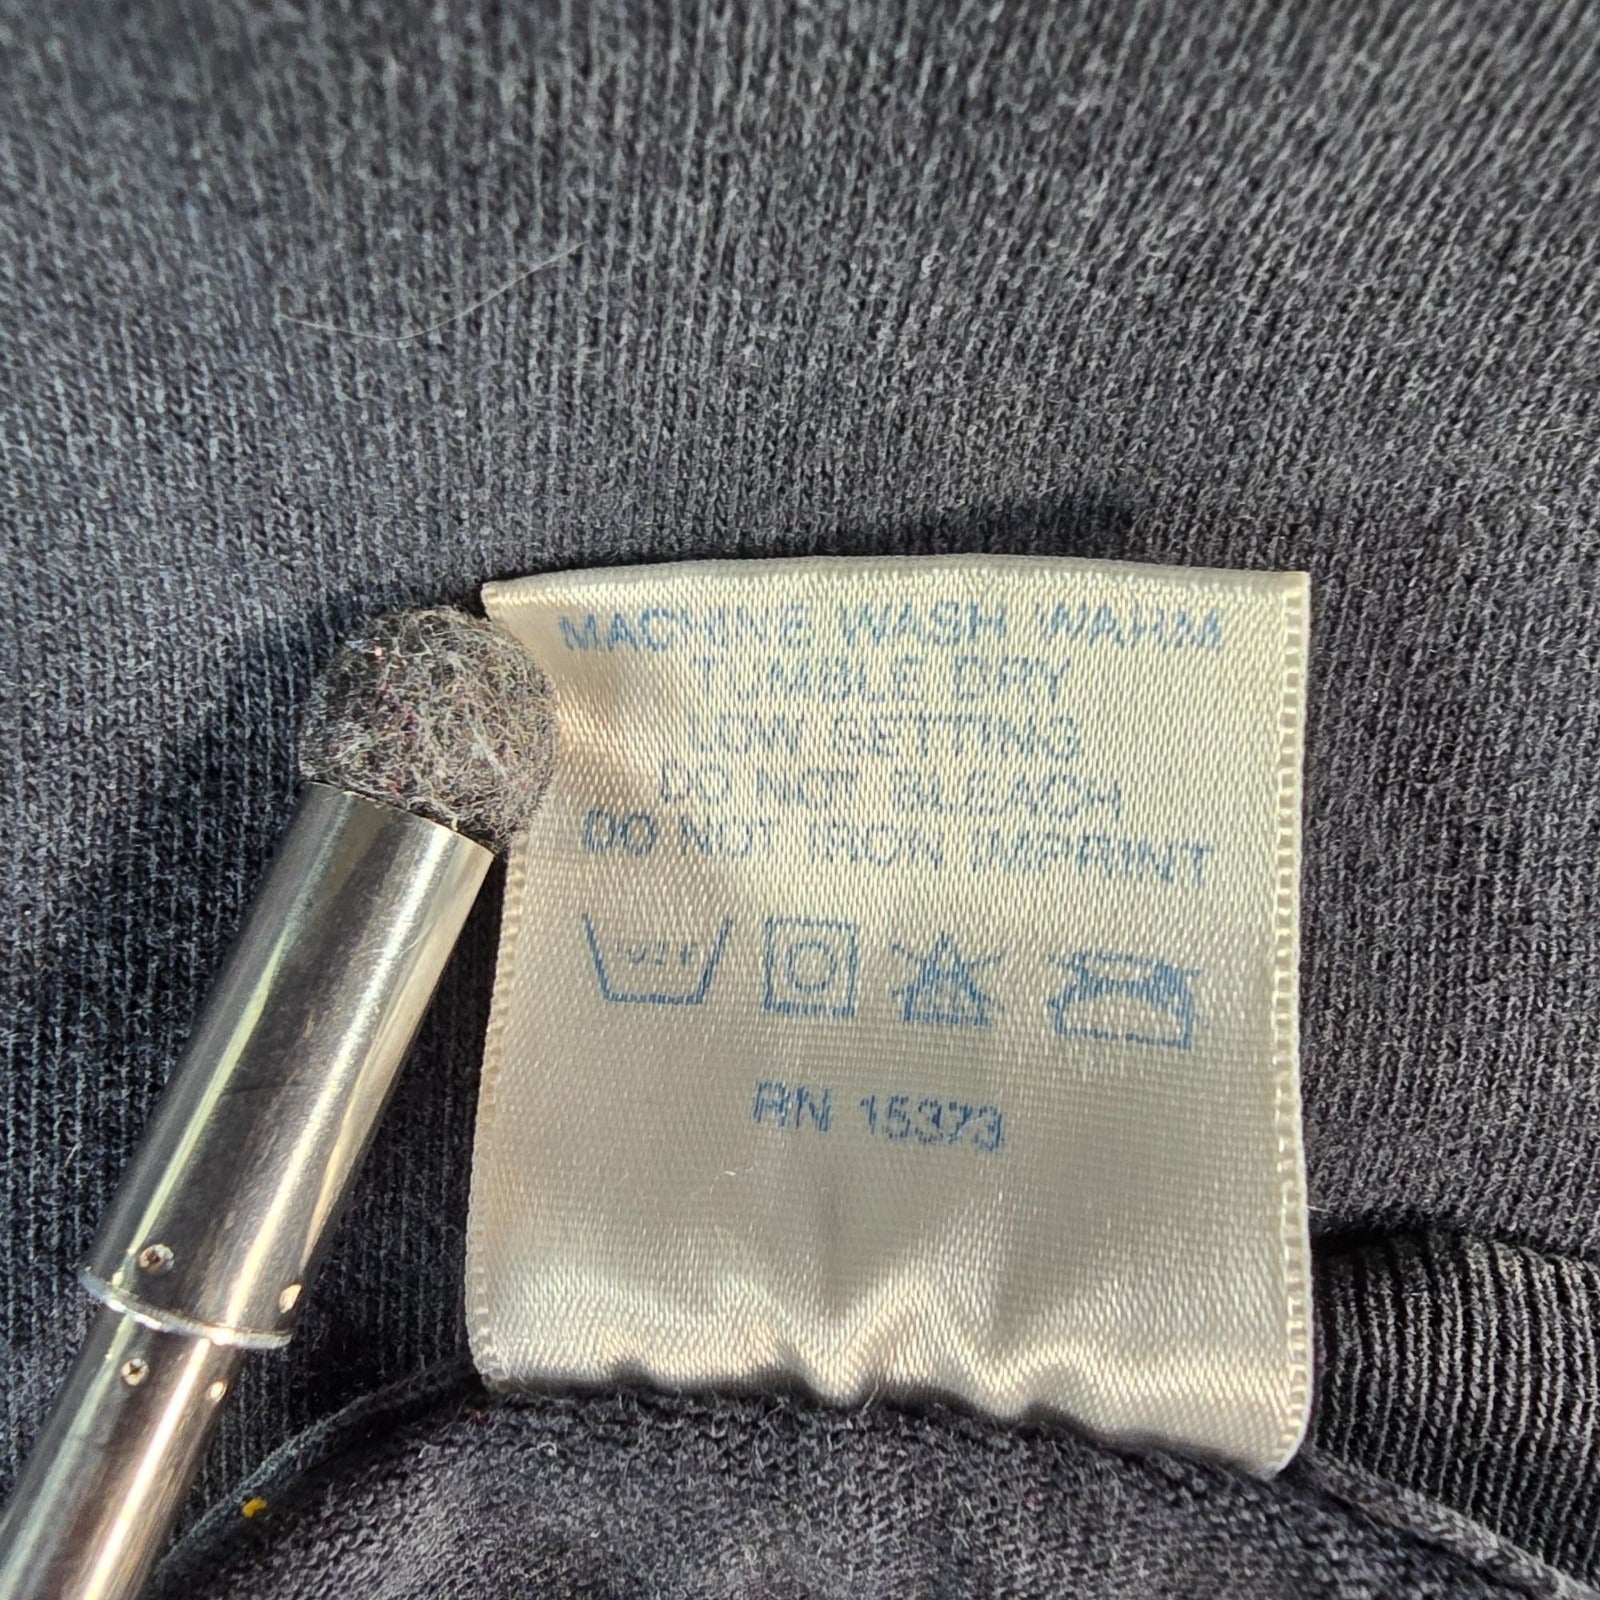 MACHINE WASH WARM
TUMBLE DRY
LOW SETTING
DO NOT BLEACH
DO NOT IRON IMPRINT
RN 15373